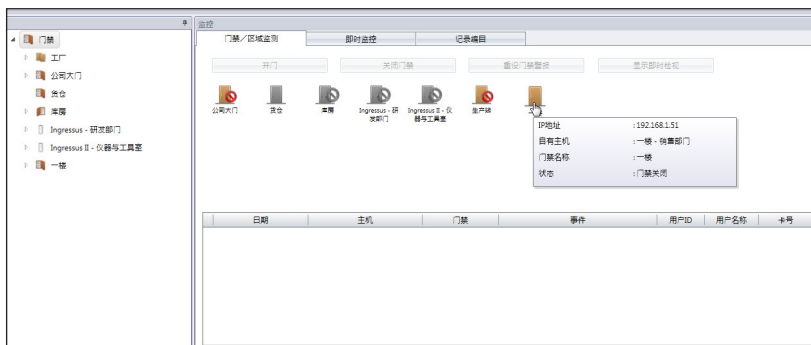 监控
门禁／区域监测 即时监控 记录编目
门禁
工厂
公司大门
货仓
库房
Ingressus - 研发部门
Ingressus II - 仪器与工具室
一楼
开门 关闭门禁 重设门禁警报 显示即时检视
公司大门 货仓 库房 Ingressus - 研 Ingressus II - 仪 生产线
发部门 器与工具室
IP地址 : 192.168.1.51
自有主机 : 一楼 - 销售部门
门禁名称 : 一楼
状态 : 门禁关闭
日期 主机 门禁 事件 用户ID 用户名称 卡号